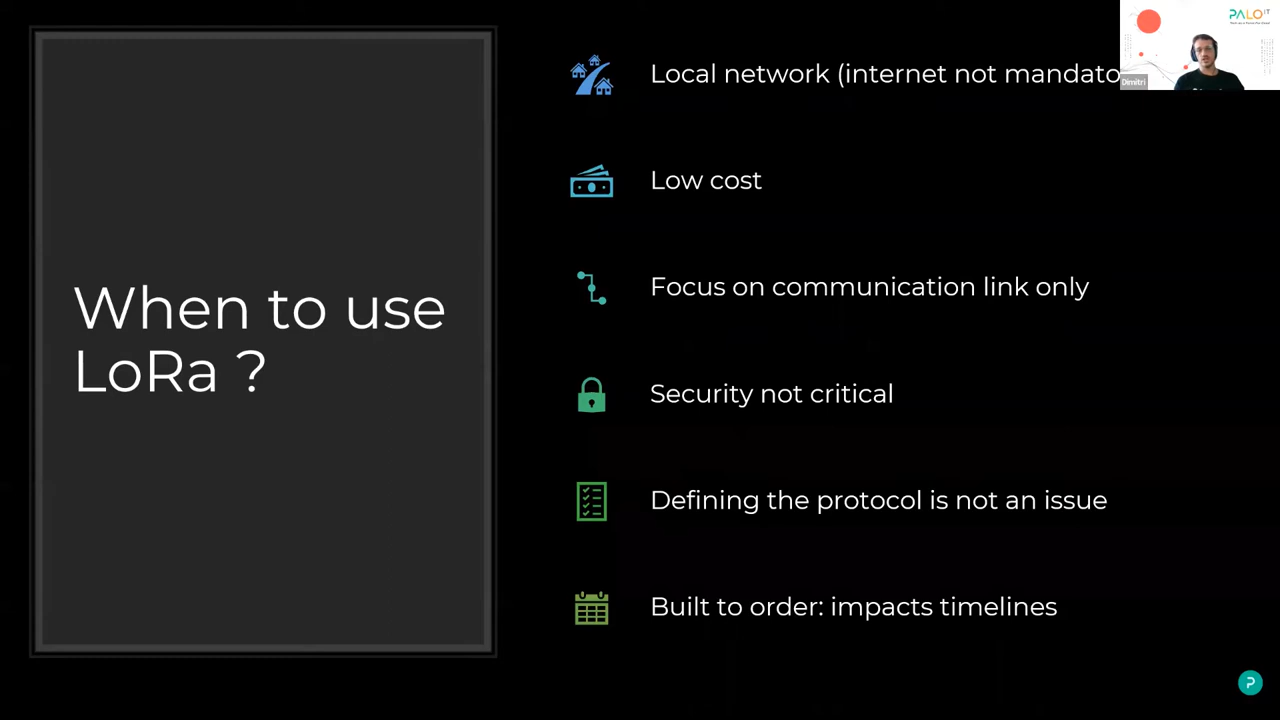 When to use
LoRa ?
Local network (internet not mandato
Low cost
Focus on communication link only
Security not critical
Defining the protocol is not an issue
Built to order: impacts timelines
PALO IT
Dimitri